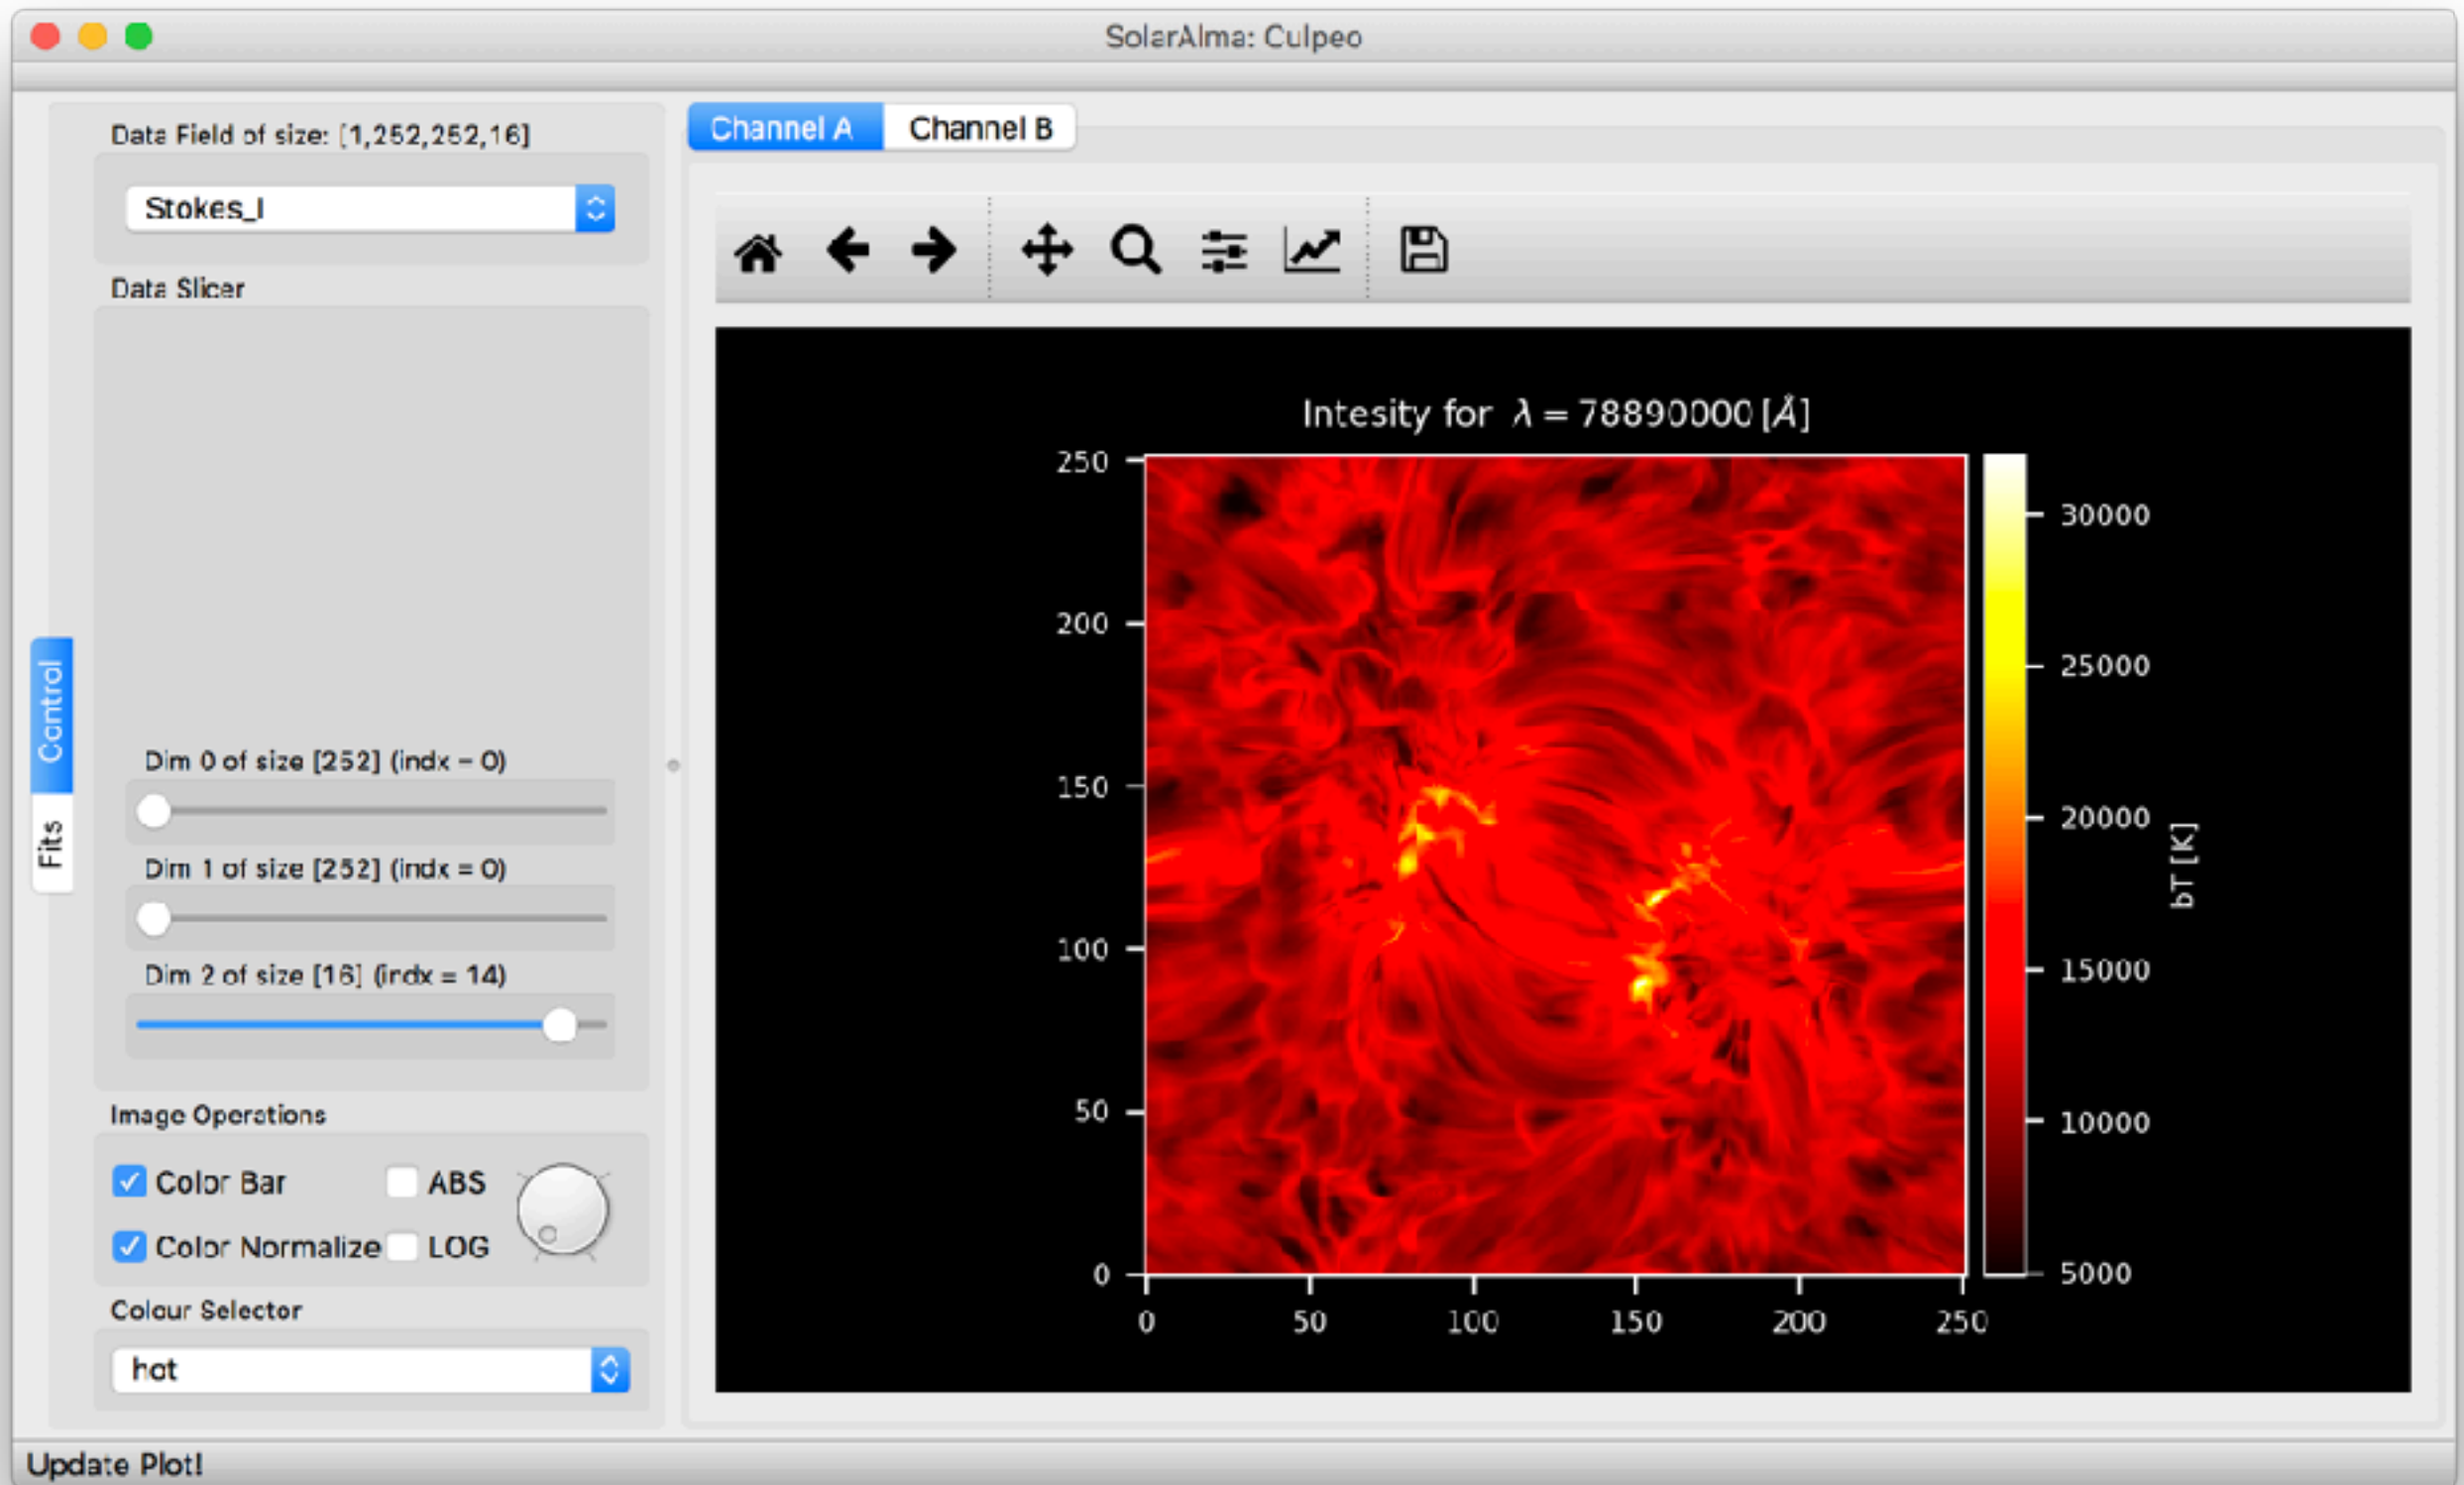 SolarAlma: Culpeo
Data Field of size: [1,252,252,16]
Stokes_I
Data Slicer
Control
Fits
Dim 0 of size [252] (indx = 0)
Dim 1 of size [252] (indx = 0)
Dim 2 of size [16] (indx = 14)
Image Operations
Color Bar ABS
Color Normalize LOG
Colour Selector
hot
Update Plot!
Channel A Channel B
Intesity for λ = 78890000 [Å]
250
200
150
100
50
0
0 50 100 150 200 250
30000
25000
20000
15000
10000
5000
bT [K]